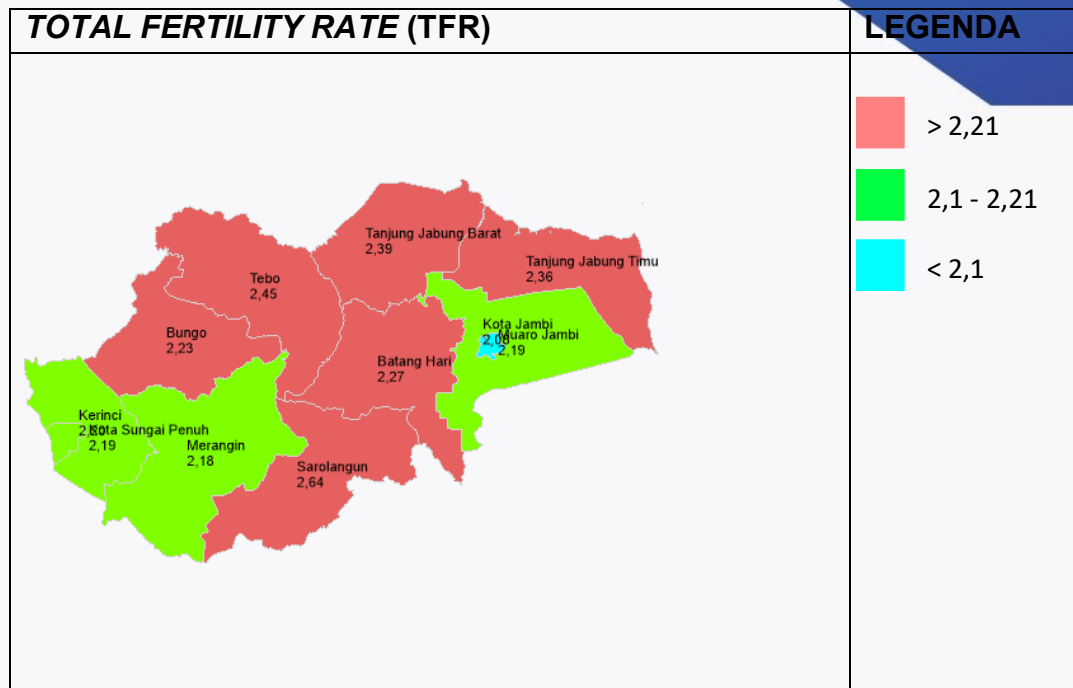 TOTAL FERTILITY RATE (TFR)
LEGENDA
> 2,21
2,1 - 2,21
< 2,1
Tanjung Jabung Barat
2,39
Tanjung Jabung Timu
2,36
Tebo
2,45
Kota Jambi
2,08
Muaro Jambi
2,19
Bungo
2,23
Batang Hari
2,27
Kerinci
Kota Sungai Penuh
2,19
Merangin
2,18
Sarolangun
2,64